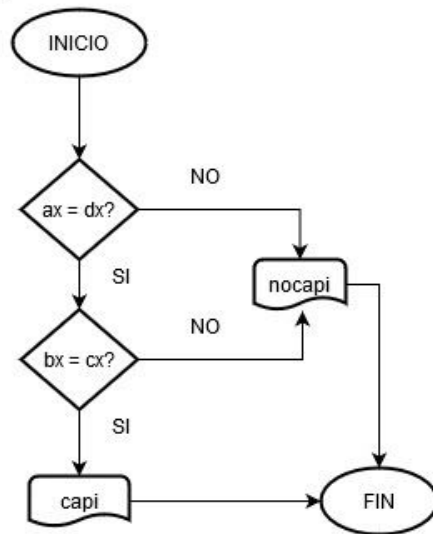 INICIO
NO
ax = dx?
SI
nocapi
NO
bx = cx?
SI
capi
FIN